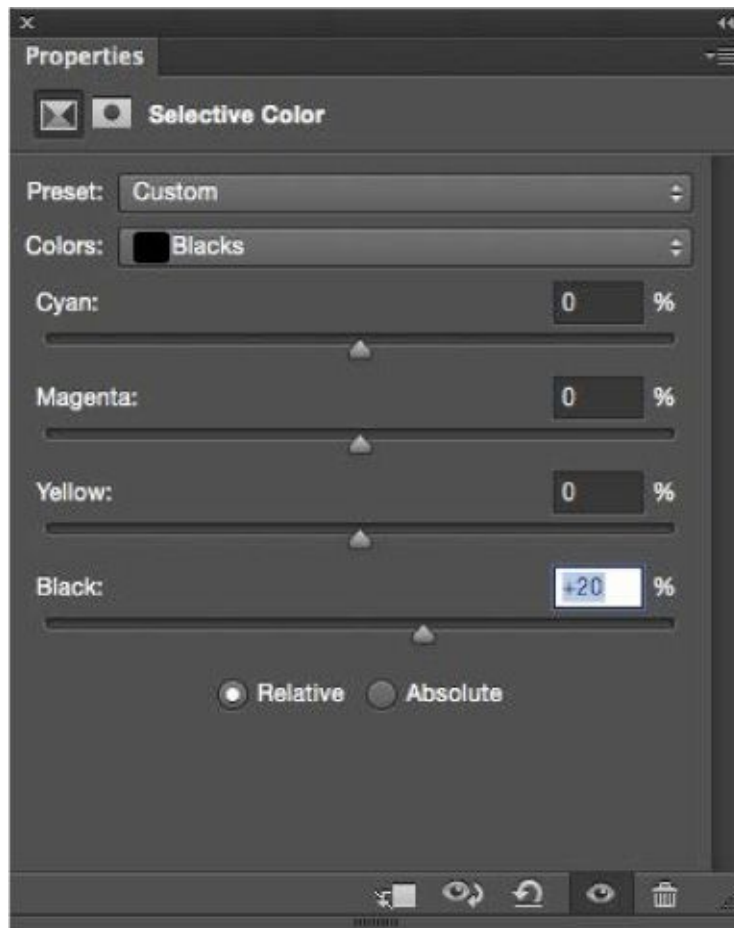 Properties
Selective Color
Preset: Custom
Colors: Blacks
Cyan: 0 %
Magenta: 0 %
Yellow: 0 %
Black: +20 %
Relative Absolute